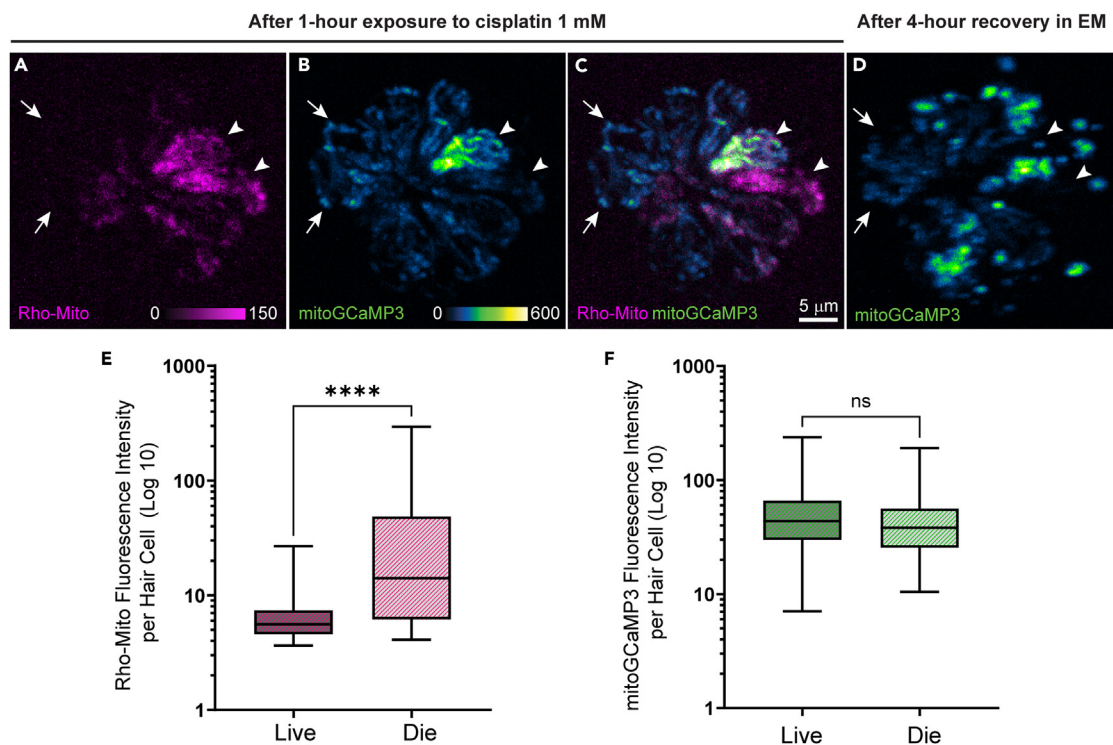 After 1-hour exposure to cisplatin 1 mM
After 4-hour recovery in EM
A
B
C
D
Rho-Mito
0
150
mitoGCaMP3
0
600
Rho-Mito mitoGCaMP3
5 μm
mitoGCaMP3
E
Rho-Mito Fluorescence Intensity
per Hair Cell (Log 10)
1000
100
10
1
****
Live
Die
F
mitoGCaMP3 Fluorescence Intensity
per Hair Cell (Log 10)
1000
100
10
1
ns
Live
Die